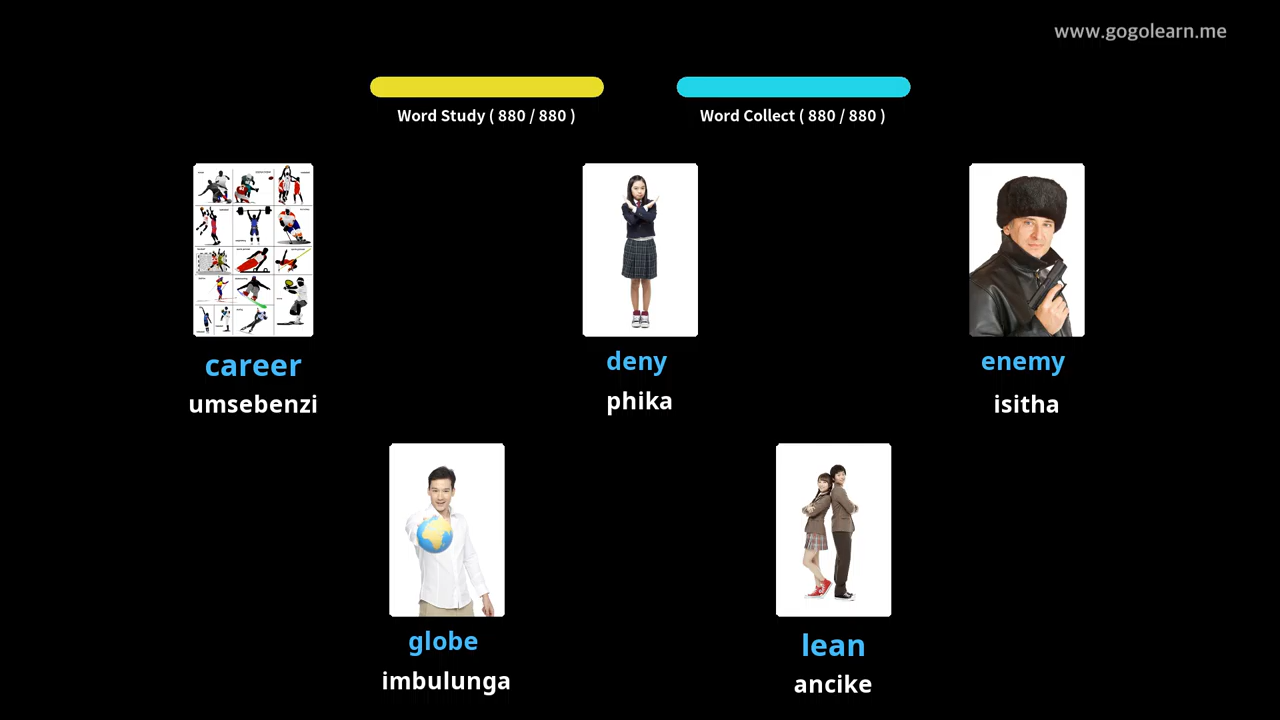 www.gogolearn.me
Word Study ( 880 / 880 )
Word Collect ( 880 / 880 )
career
umsebenzi
deny
phika
enemy
isitha
globe
imbulunga
lean
ancike